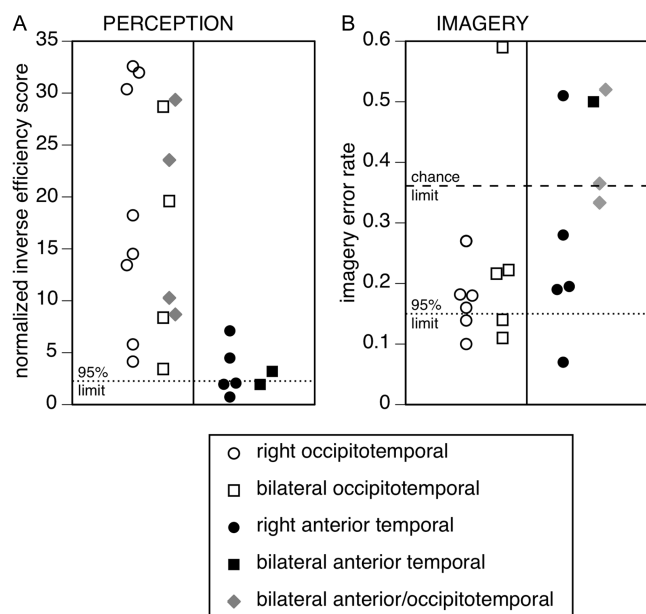 A PERCEPTION
35
30
25
20
15
10
5
0
normalized inverse efficiency score
95%
limit
B IMAGERY
0.6
0.5
0.4
0.3
0.2
0.1
0
imagery error rate
chance
limit
95%
limit
right occipitotemporal
bilateral occipitotemporal
right anterior temporal
bilateral anterior temporal
bilateral anterior/occipitotemporal